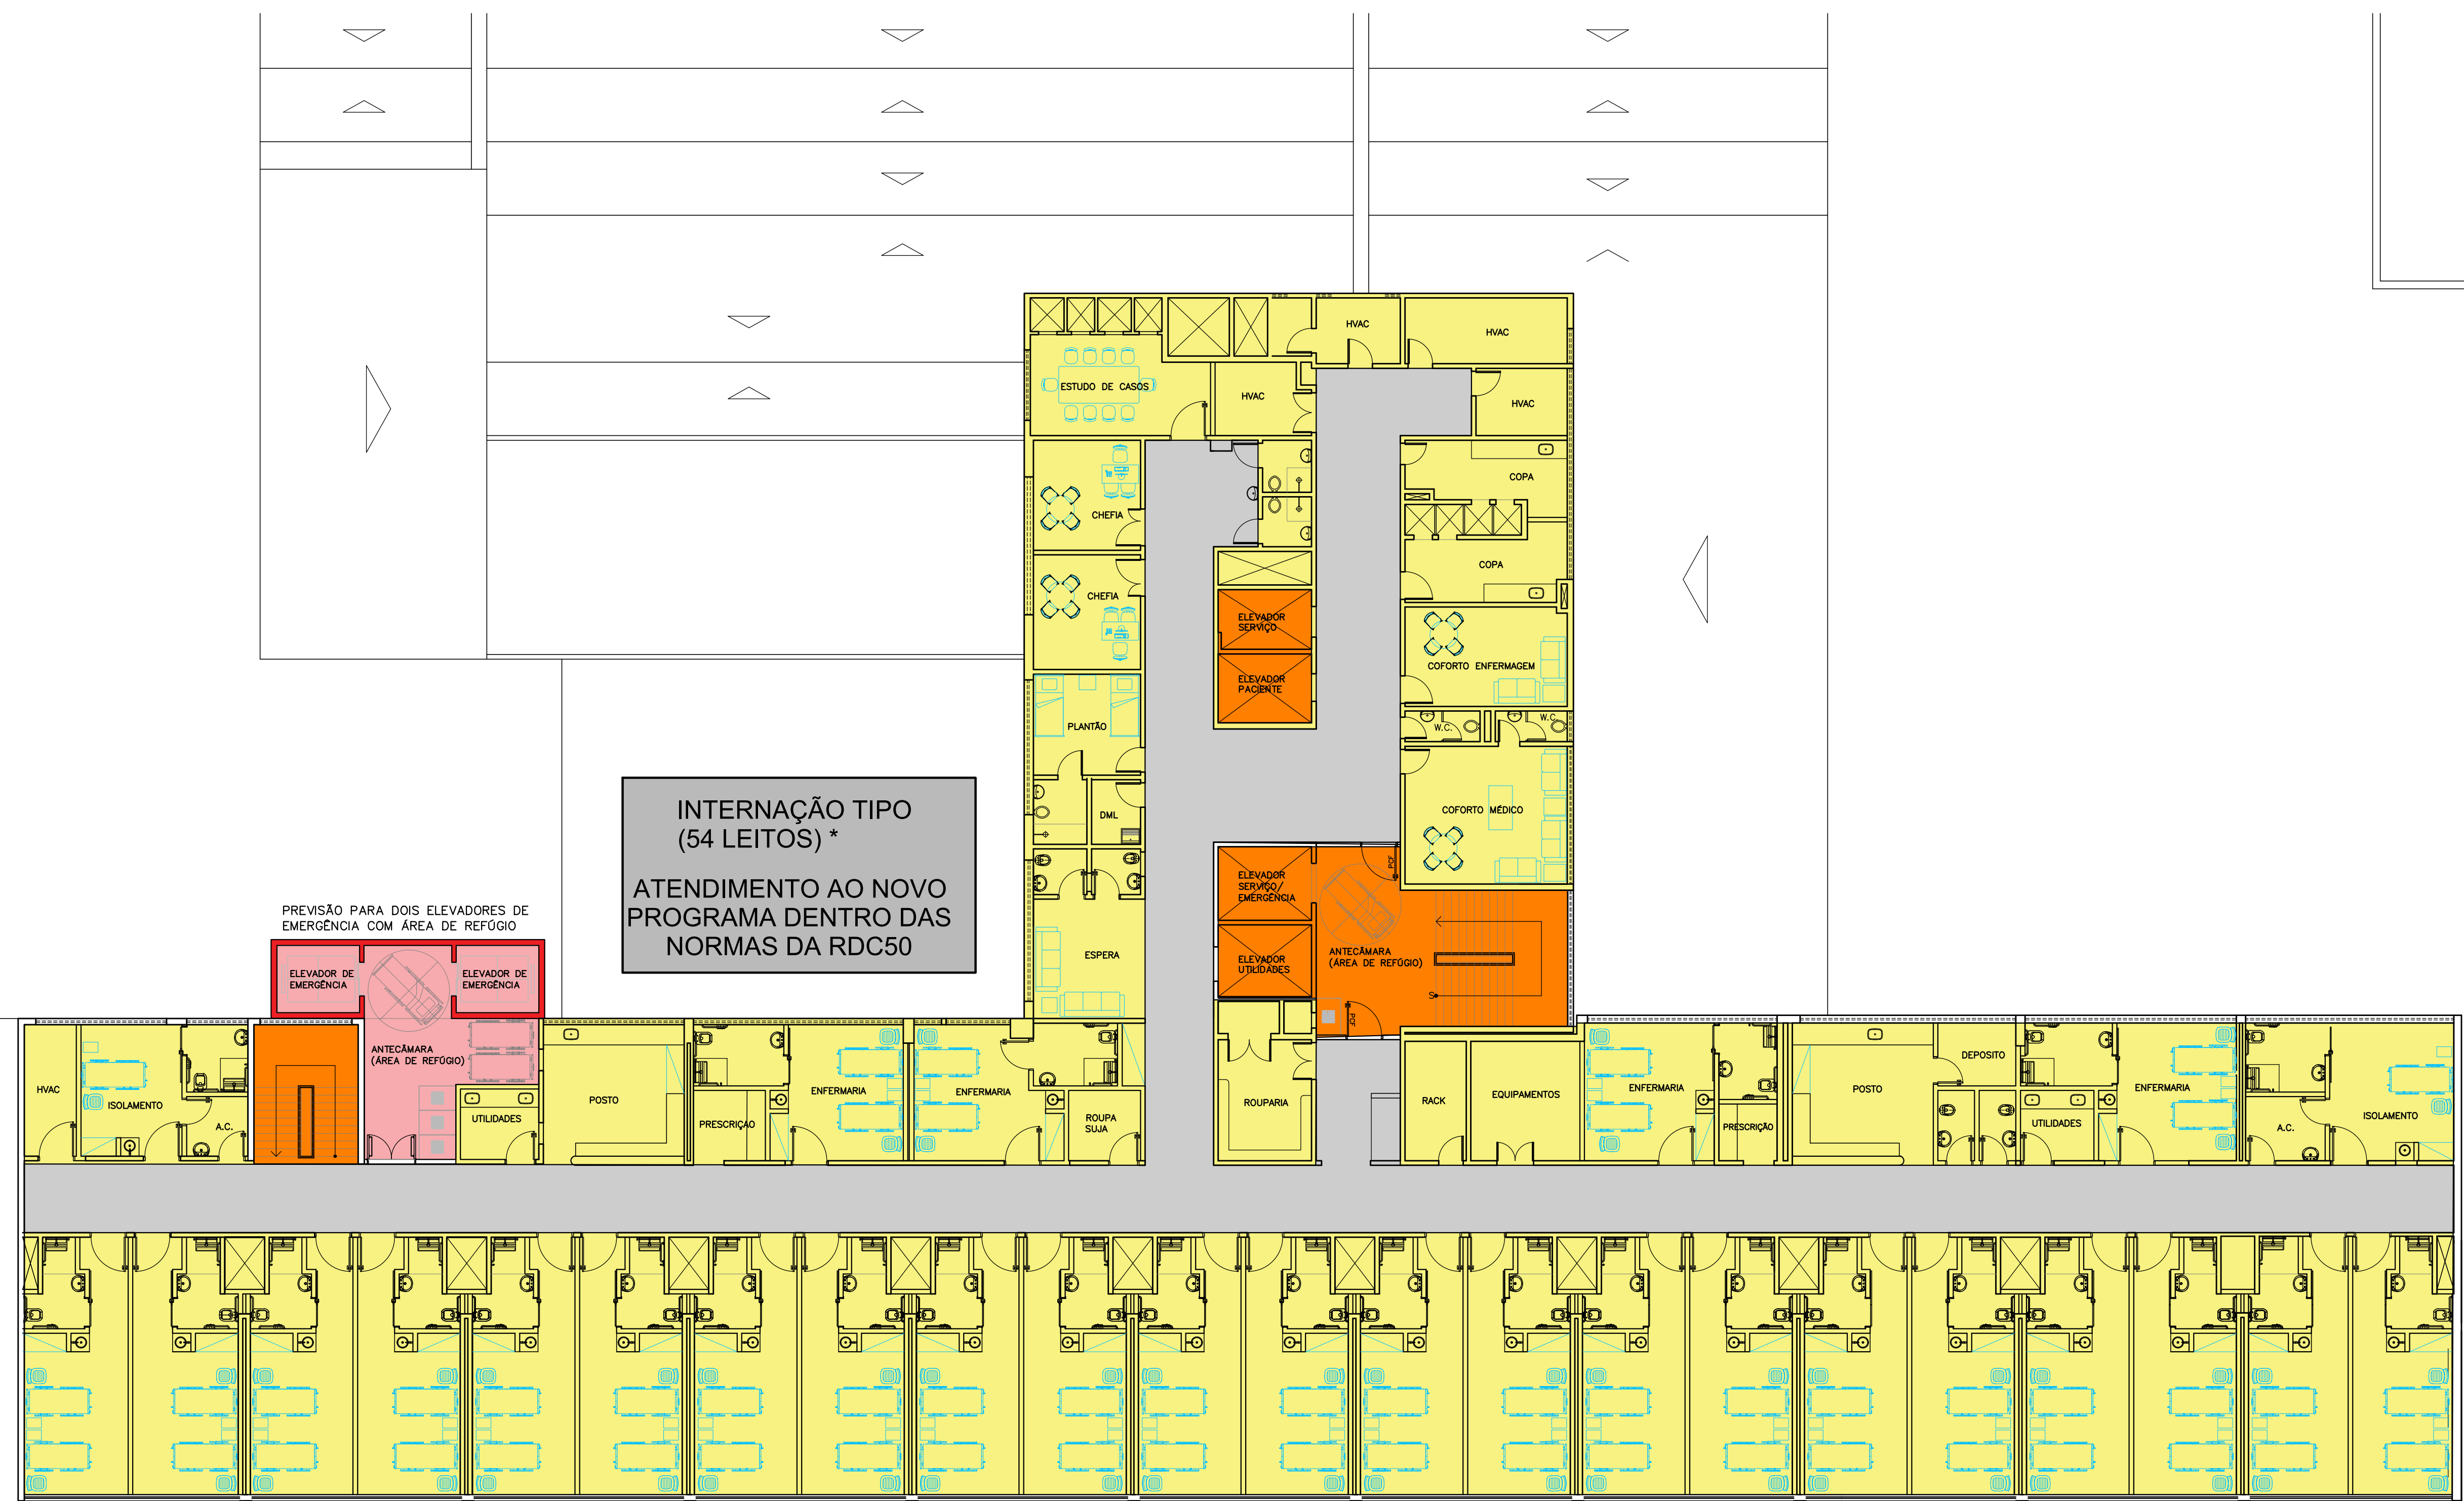 HVAC
HVAC
ESTUDO DE CASOS
HVAC
HVAC
COPA
CHEFIA
COPA
CHEFIA
ELEVADOR
SERVIÇO
COFORTO ENFERMAGEM
ELEVADOR
PACIENTE
W.C.
W.C.
PLANTÃO
INTERNAÇÃO TIPO
(54 LEITOS) *
ATENDIMENTO AO NOVO
PROGRAMA DENTRO DAS
NORMAS DA RDC50
DML
COFORTO MÉDICO
PCF
ELEVADOR
SERVIÇO/
EMERGÊNCIA
PREVISÃO PARA DOIS ELEVADORES DE
EMERGÊNCIA COM ÁREA DE REFÚGIO
ESPERA
ANTECÂMARA
(ÁREA DE REFÚGIO)
ELEVADOR
UTILIDADES
ELEVADOR DE
EMERGÊNCIA
ELEVADOR DE
EMERGÊNCIA
S
PCF
ANTECÂMARA
(ÁREA DE REFÚGIO)
HVAC
ISOLAMENTO
A.C.
UTILIDADES
POSTO
PRESCRIÇÃO
ENFERMARIA
ENFERMARIA
ROUPA
SUJA
ROUPARIA
RACK
EQUIPAMENTOS
ENFERMARIA
PRESCRIÇÃO
POSTO
DEPOSITO
UTILIDADES
ENFERMARIA
A.C.
ISOLAMENTO